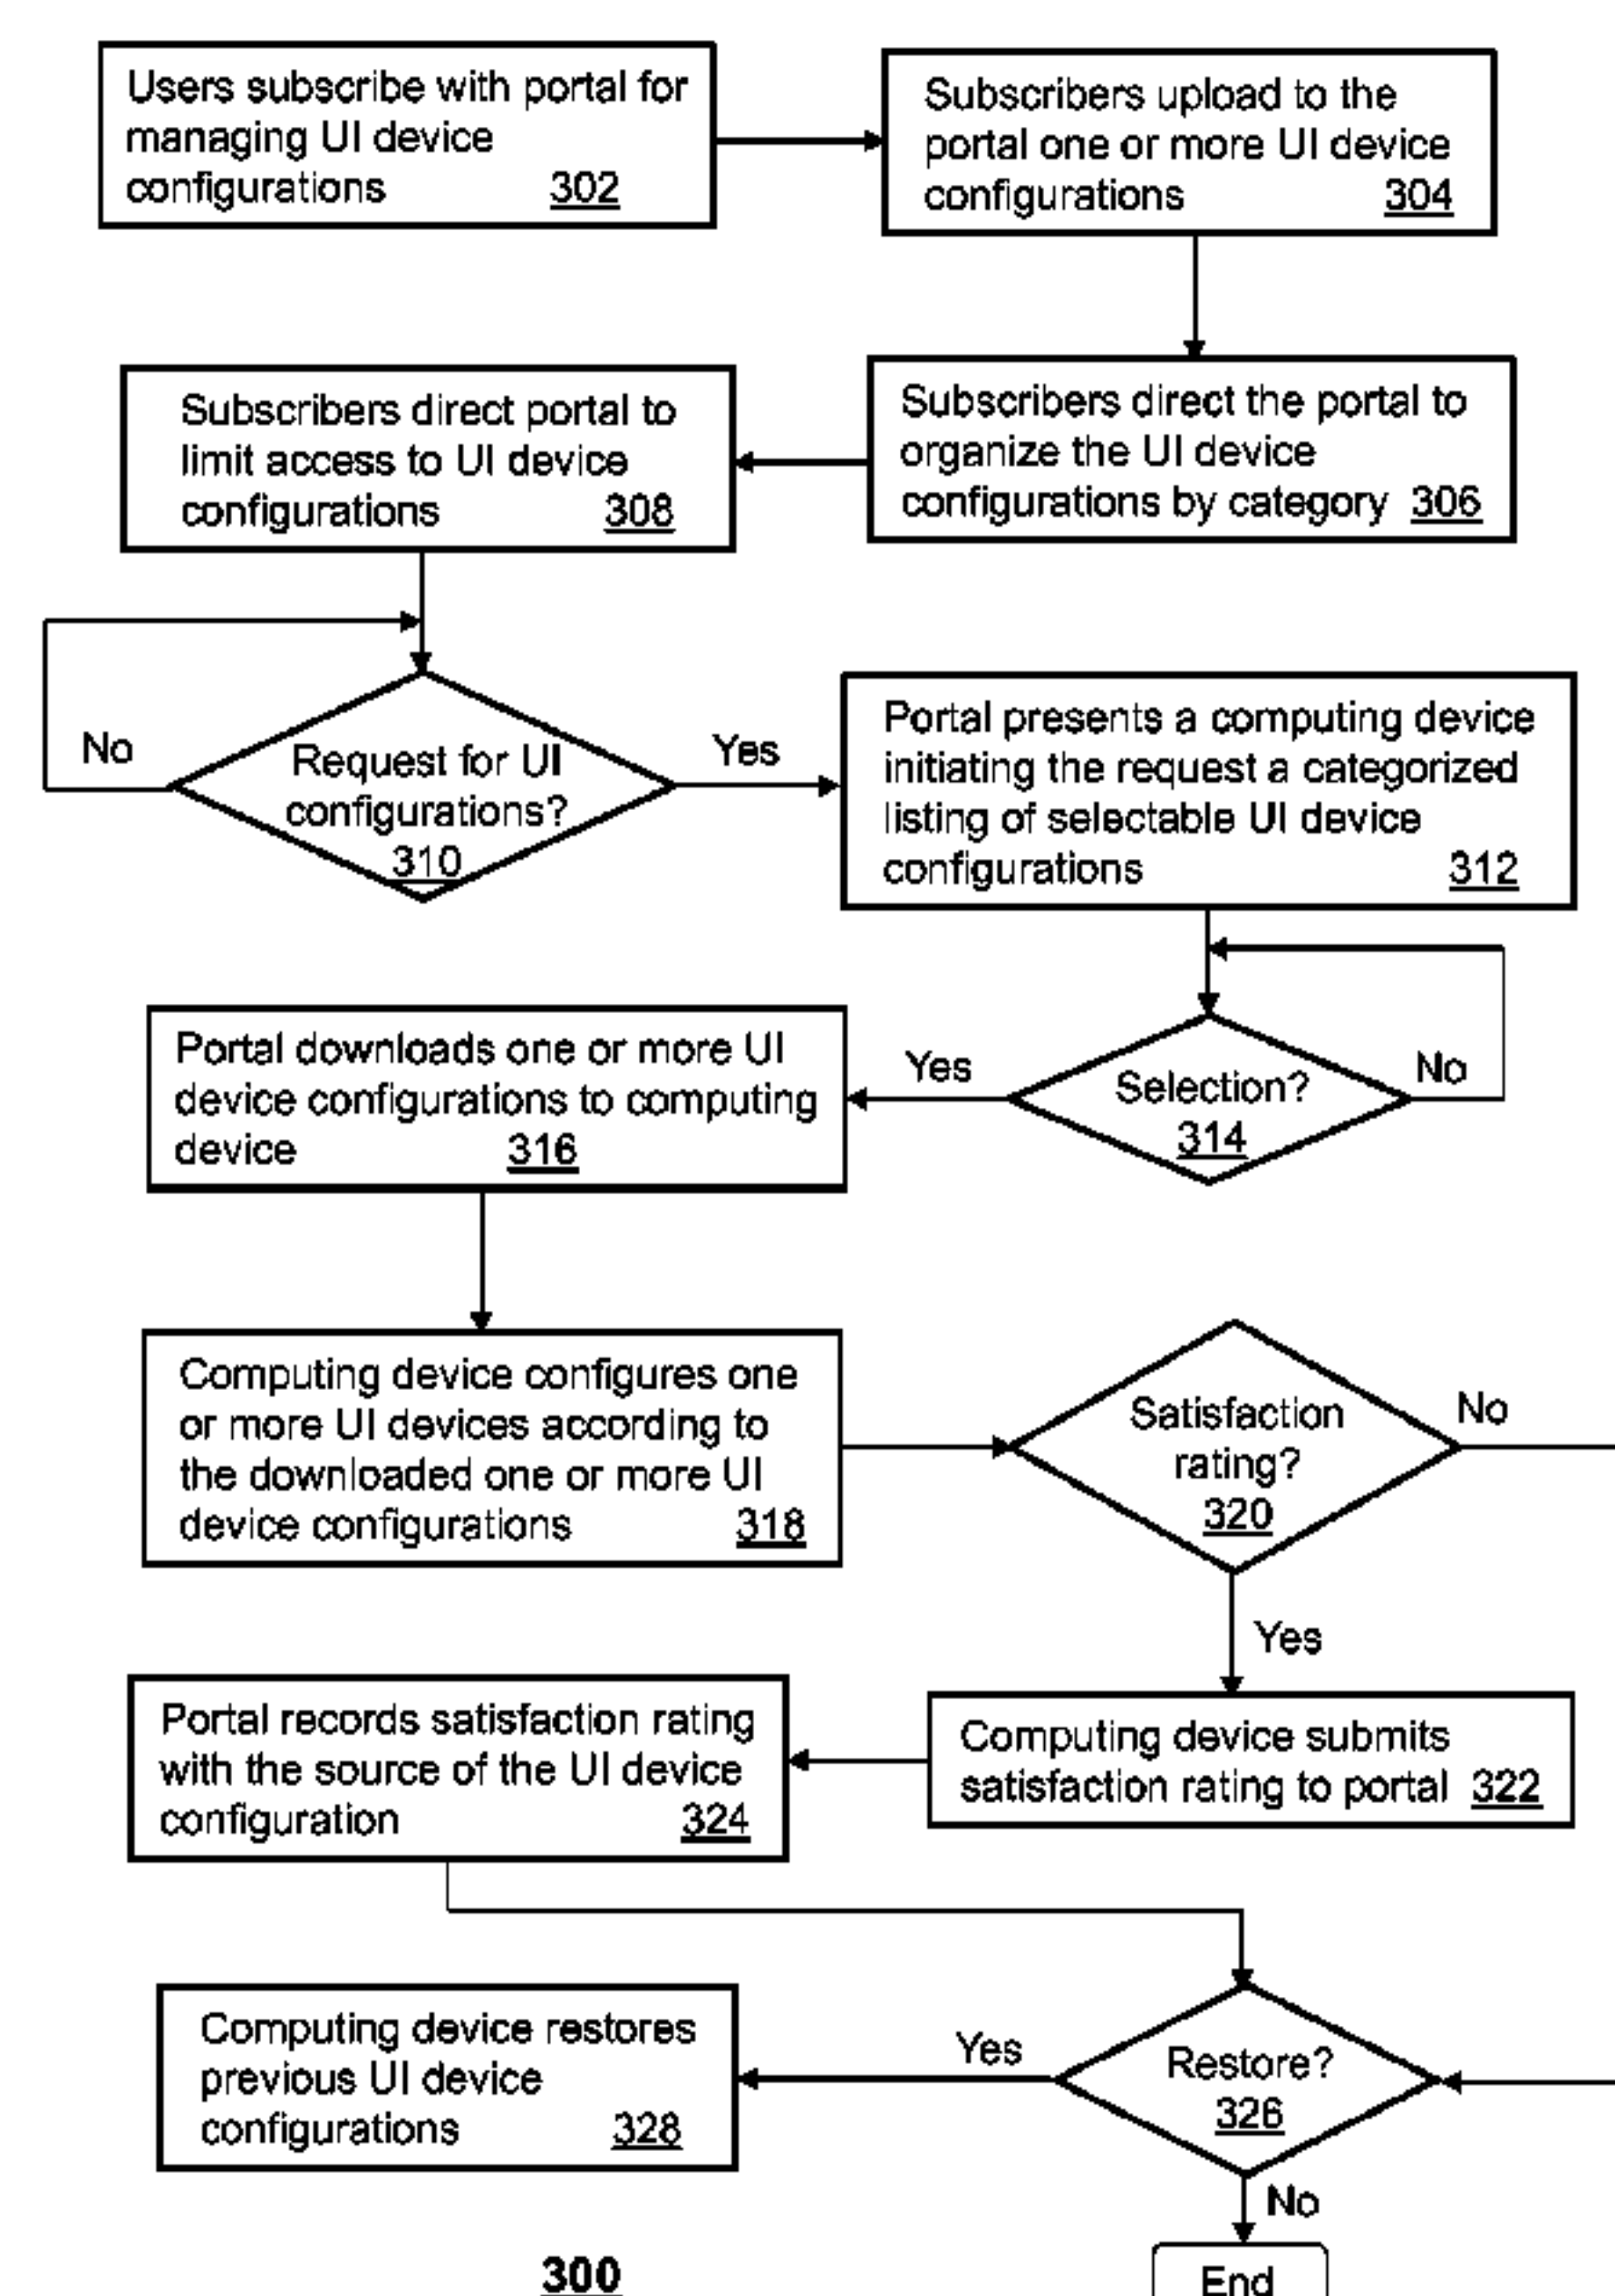 Users subscribe with portal for
managing UI device
configurations 302
Subscribers upload to the
portal one or more UI device
configurations 304
Subscribers direct portal to
limit access to UI device
configurations 308
Subscribers direct the portal to
organize the UI device
configurations by category 306
No
Request for UI
configurations?
310
Yes
Portal presents a computing device
initiating the request a categorized
listing of selectable UI device
configurations 312
Portal downloads one or more UI
device configurations to computing
device 316
Yes
Selection?
314
No
Computing device configures one
or more UI devices according to
the downloaded one or more UI
device configurations 318
Satisfaction
rating?
320
No
Yes
Portal records satisfaction rating
with the source of the UI device
configuration 324
Computing device submits
satisfaction rating to portal 322
Computing device restores
previous UI device
configurations 328
Yes
Restore?
326
No
300
End